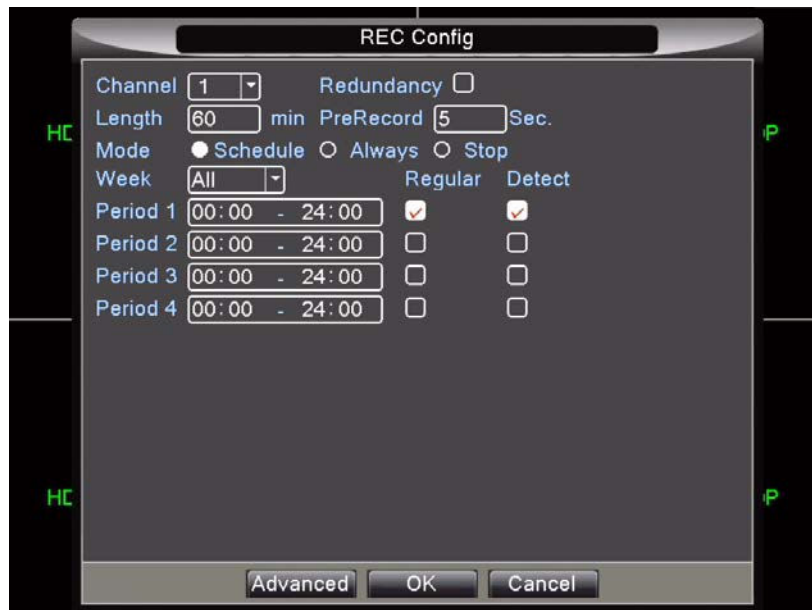 REC Config
Channel 1 Redundancy
Length 60 min PreRecord 5 Sec.
HD
Mode Schedule Always Stop
Week All Regular Detect
Period 1 00:00 - 24:00
Period 2 00:00 - 24:00
Period 3 00:00 - 24:00
Period 4 00:00 - 24:00
Advanced OK Cancel